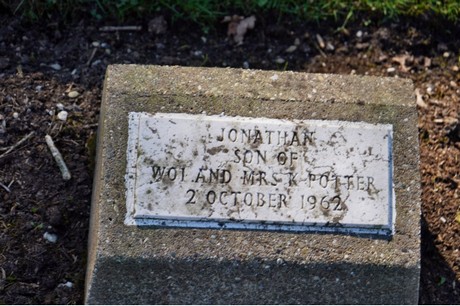 JONATHAN
SON OF
WO1 AND MRS K POTTER
2 OCTOBER 1962